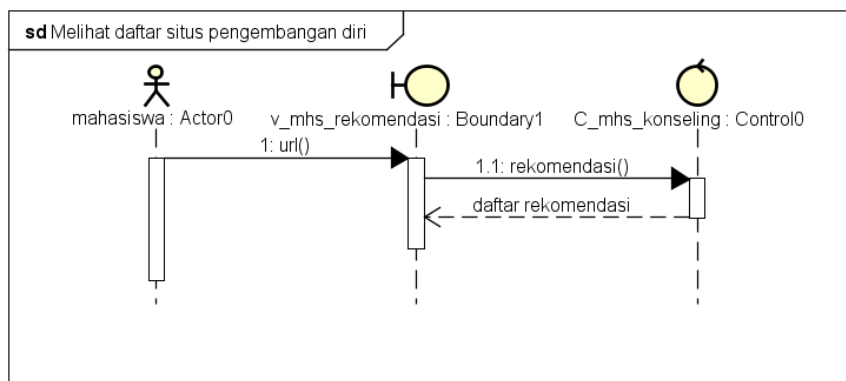 sd Melihat daftar situs pengembangan diri
mahasiswa : Actor0
v_mhs_rekomendasi : Boundary1
C_mhs_konseling : Control0
1: url()
1.1: rekomendasi()
daftar rekomendasi